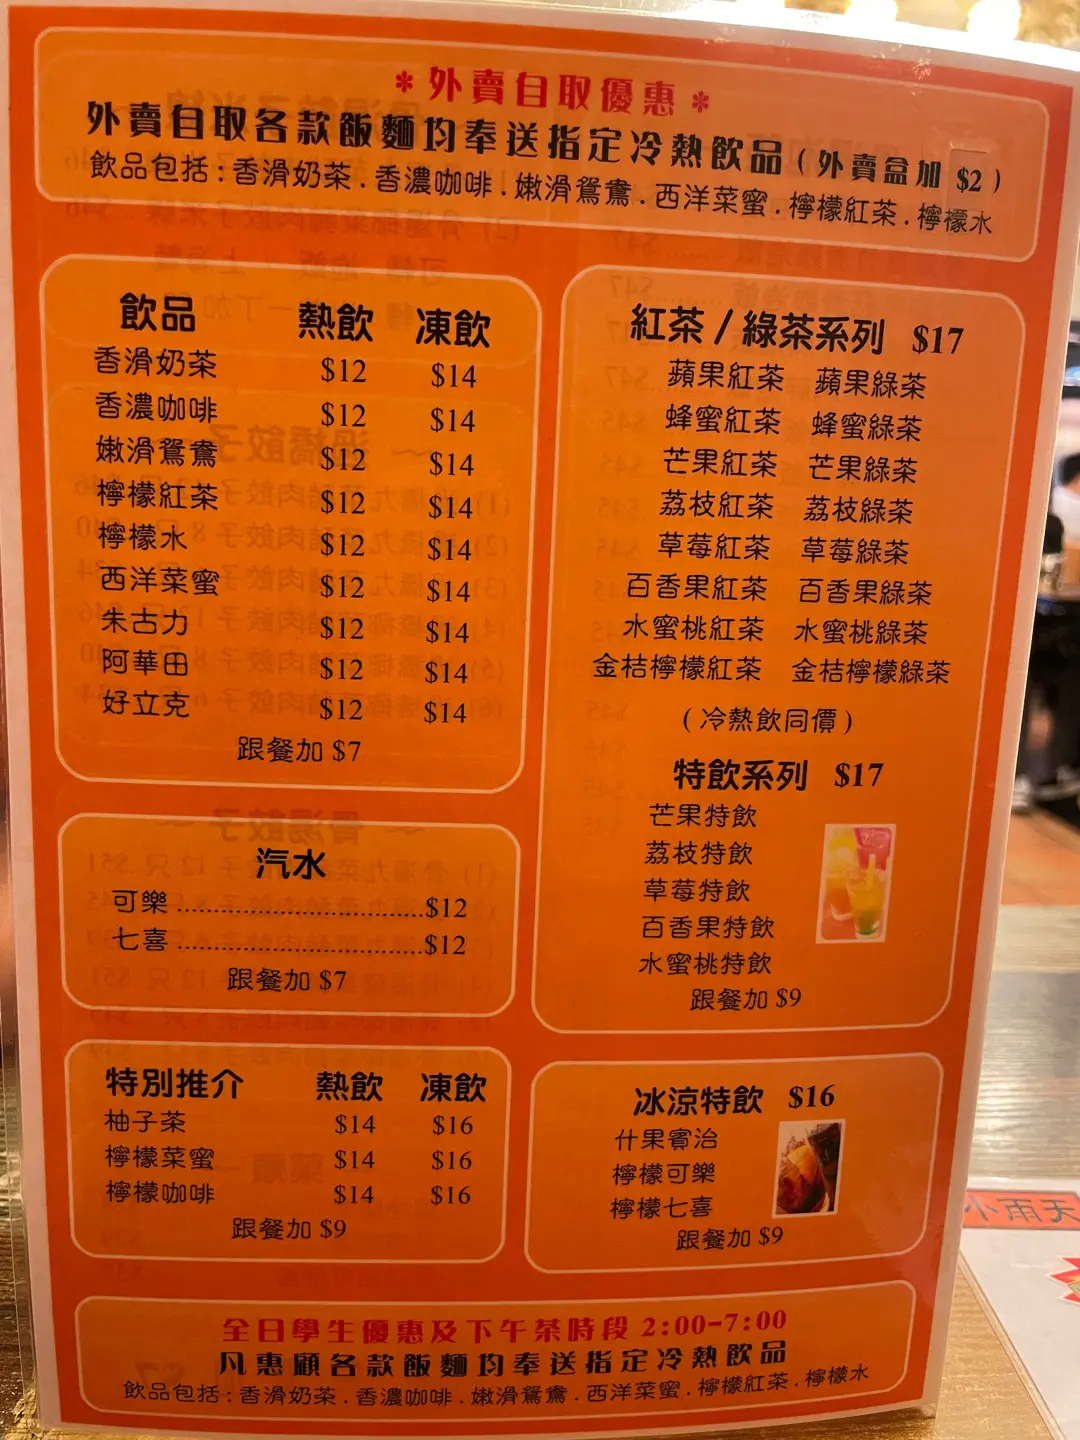 *外賣自取優惠*
外賣自取各款飯麵均奉送指定冷熱飲品(外賣盒加 $2)
飲品包括:香滑奶茶.香濃咖啡.嫩滑鴛鴦.西洋菜蜜.檸檬紅茶.檸檬水
飲品 熱飲 凍飲
香滑奶茶 $12 $14
香濃咖啡 $12 $14
嫩滑鴛鴦 $12 $14
檸檬紅茶 $12 $14
檸檬水 $12 $14
西洋菜蜜 $12 $14
朱古力 $12 $14
阿華田 $12 $14
好立克 $12 $14
跟餐加 $7
汽水
可樂 ................................$12
七喜 ................................$12
跟餐加 $7
特別推介 熱飲 凍飲
柚子茶 $14 $16
檸檬菜蜜 $14 $16
檸檬咖啡 $14 $16
跟餐加 $9
紅茶 / 綠茶系列 $17
蘋果紅茶 蘋果綠茶
蜂蜜紅茶 蜂蜜綠茶
芒果紅茶 芒果綠茶
荔枝紅茶 荔枝綠茶
草莓紅茶 草莓綠茶
百香果紅茶 百香果綠茶
水蜜桃紅茶 水蜜桃綠茶
金桔檸檬紅茶 金桔檸檬綠茶
(冷熱飲同價)
特飲系列 $17
芒果特飲
荔枝特飲
草莓特飲
百香果特飲
水蜜桃特飲
跟餐加 $9
冰涼特飲 $16
什果賓治
檸檬可樂
檸檬七喜
跟餐加 $9
全日學生優惠及下午茶時段 2:00-7:00
凡惠顧各款飯麵均奉送指定冷熱飲品
飲品包括:香滑奶茶.香濃咖啡.嫩滑鴛鴦.西洋菜蜜.檸檬紅茶.檸檬水